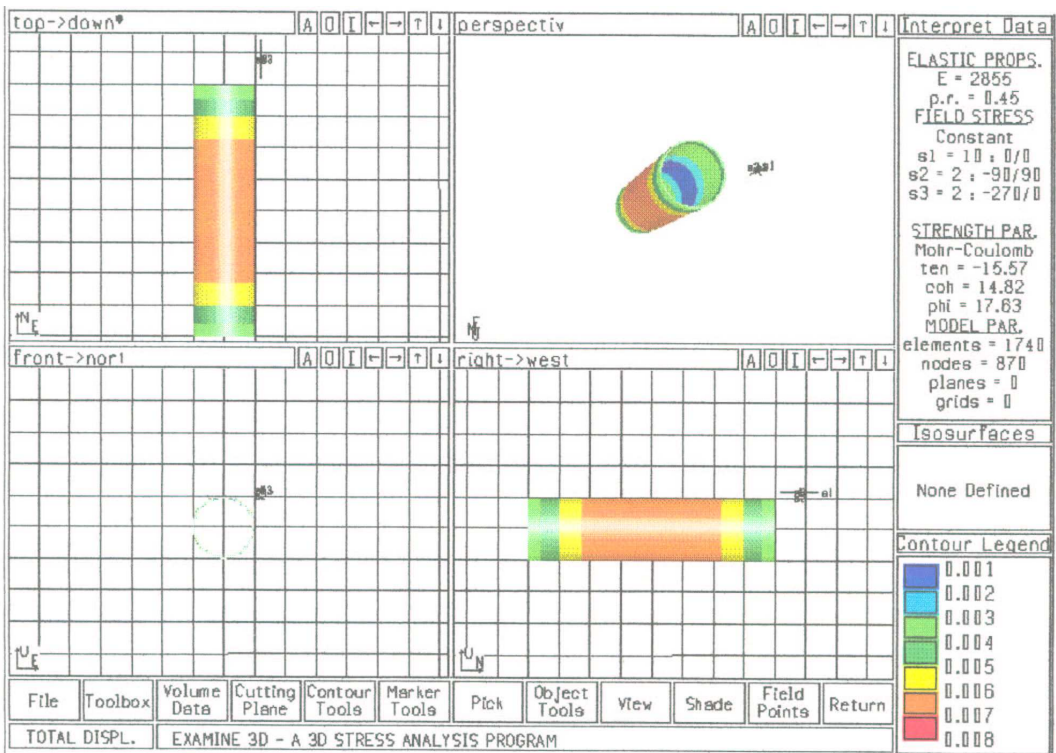 top->down*
A O I ← → ↑ ↓
perspectiv
A O I ← → ↑ ↓
Interpret Data
ELASTIC PROPS.
E = 2855
p.r. = 0.45
FIELD STRESS
Constant
s1 = 10 : 0/0
s2 = 2 : -90/90
s3 = 2 : -270/0
STRENGTH PAR.
Mohr-Coulomb
ten = -15.57
coh = 14.82
phi = 17.63
MODEL PAR.
elements = 1740
nodes = 870
planes = 0
grids = 0
N E
front->nort
A O I ← → ↑ ↓
right->west
A O I ← → ↑ ↓
s1
U E
U N
Isosurfaces
None Defined
Contour Legend
0.001
0.002
0.003
0.004
0.005
0.006
0.007
0.008
File
Toolbox
Volume Data
Cutting Plane
Contour Tools
Marker Tools
Pick
Object Tools
View
Shade
Field Points
Return
TOTAL DISPL.
EXAMINE 3D - A 3D STRESS ANALYSIS PROGRAM